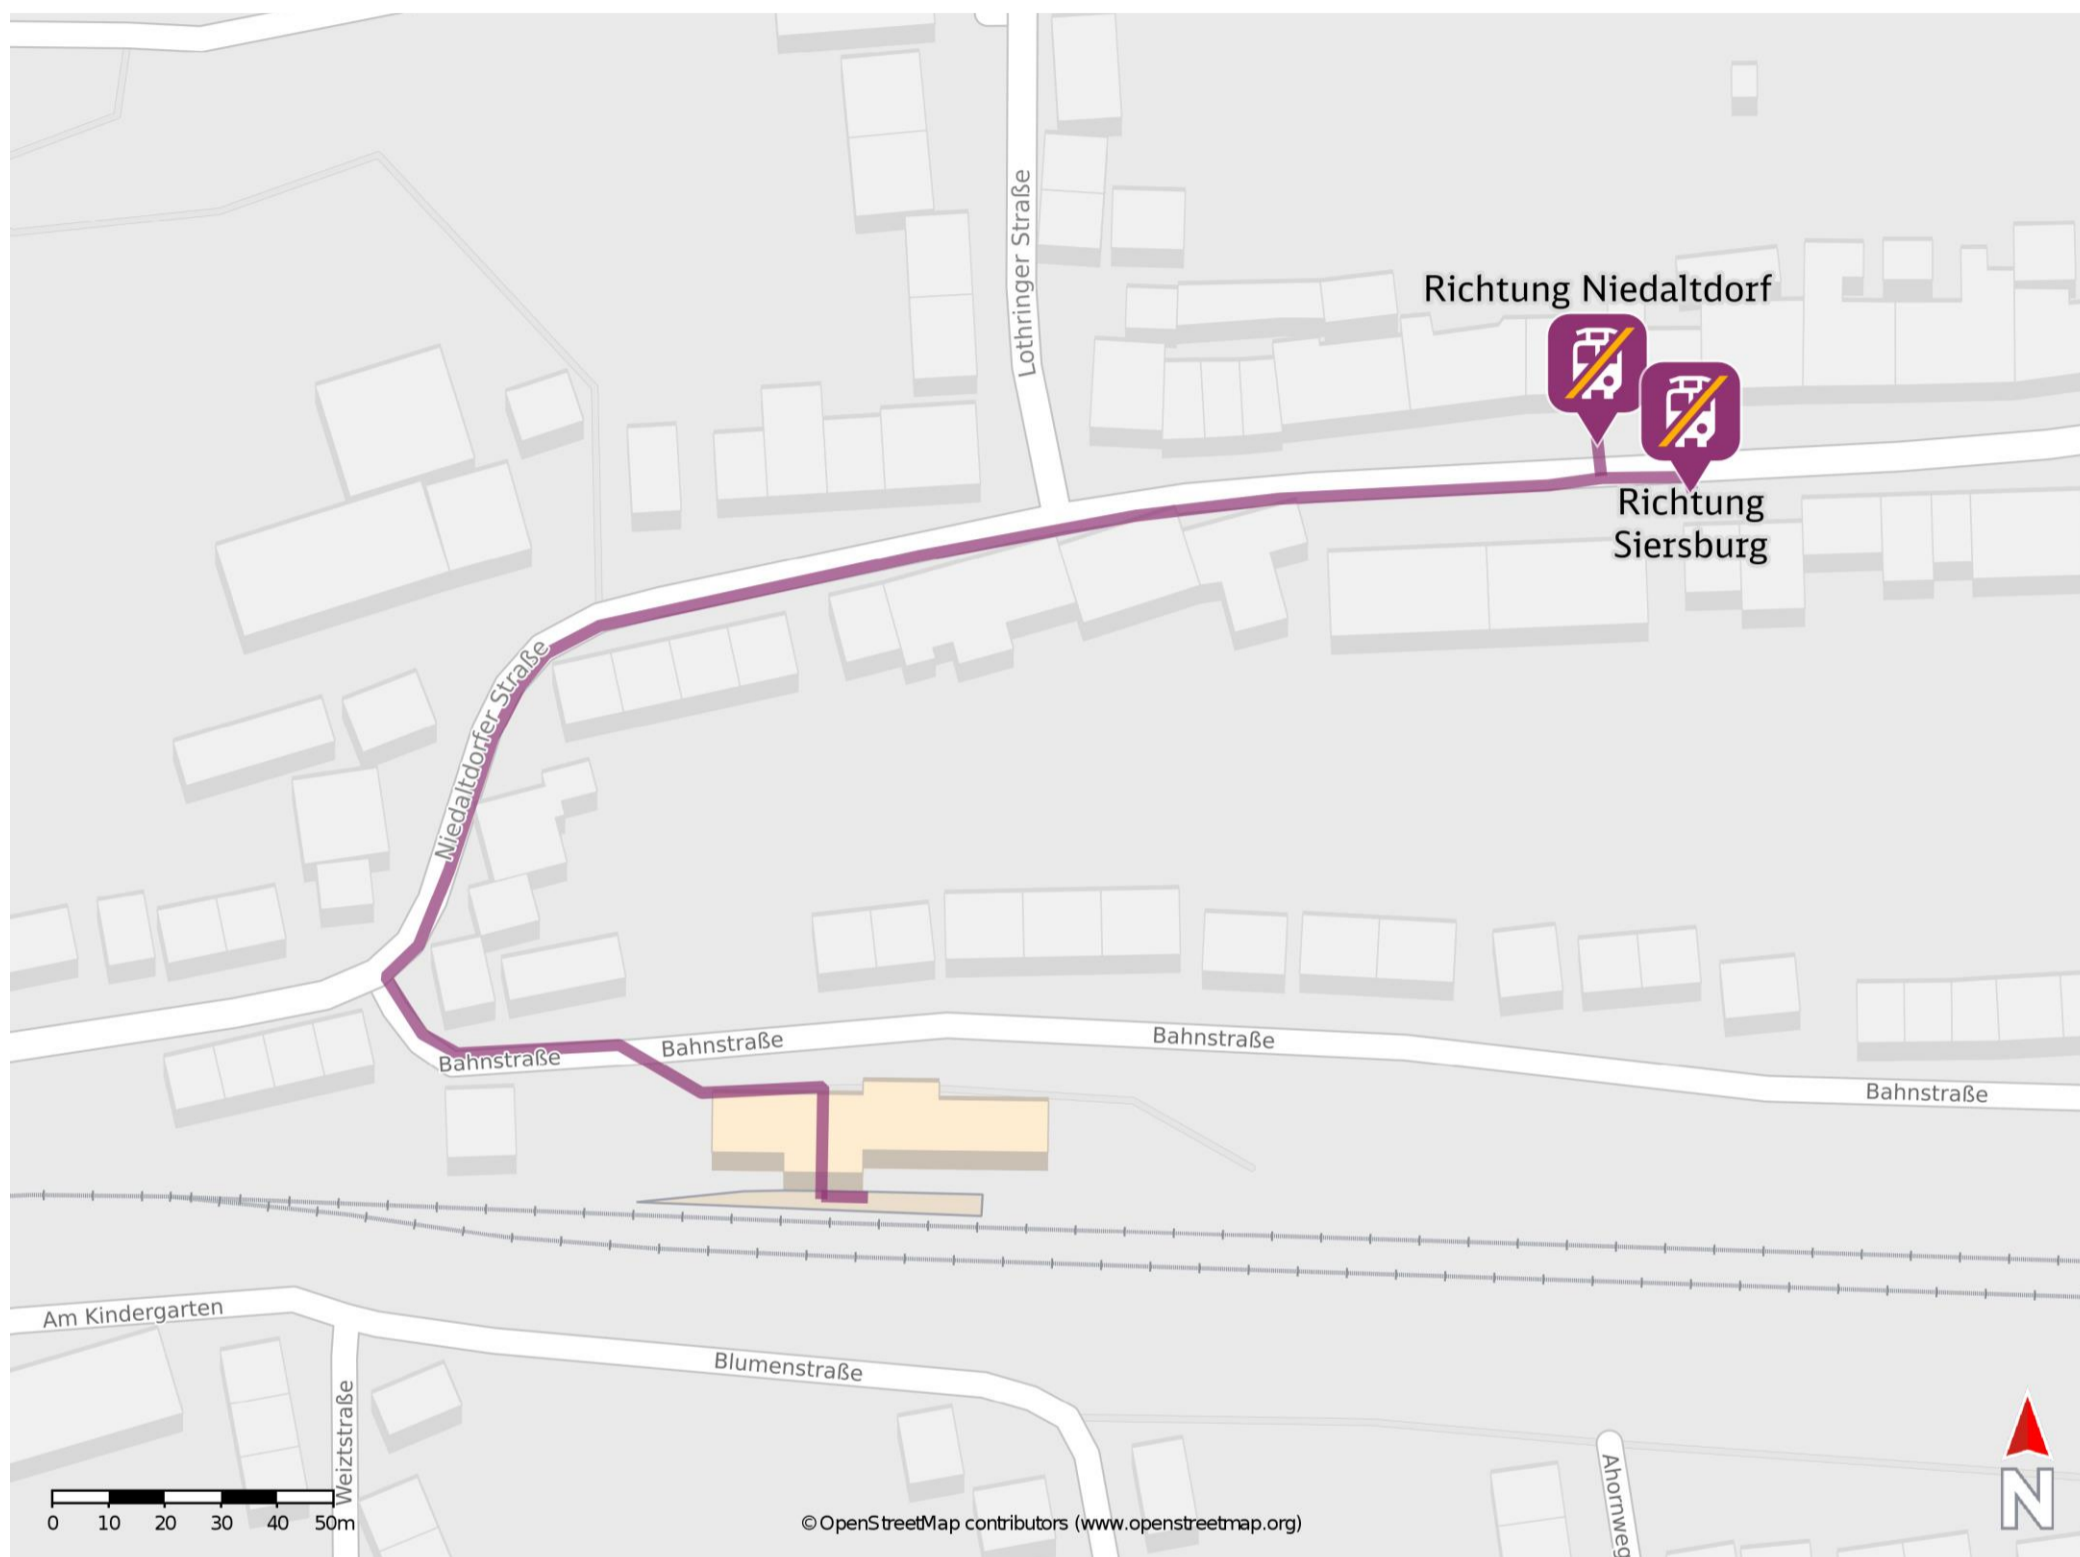 Lothringer Straße
Richtung Niedaltdorf
Richtung
Siersburg
Niedaltdorfer Straße
Bahnstraße
Bahnstraße
Bahnstraße
Bahnstraße
Am Kindergarten
Blumenstraße
Weiztstraße
Ahornweg
N
0 10 20 30 40 50m
©OpenStreetMap contributors (www.openstreetmap.org)